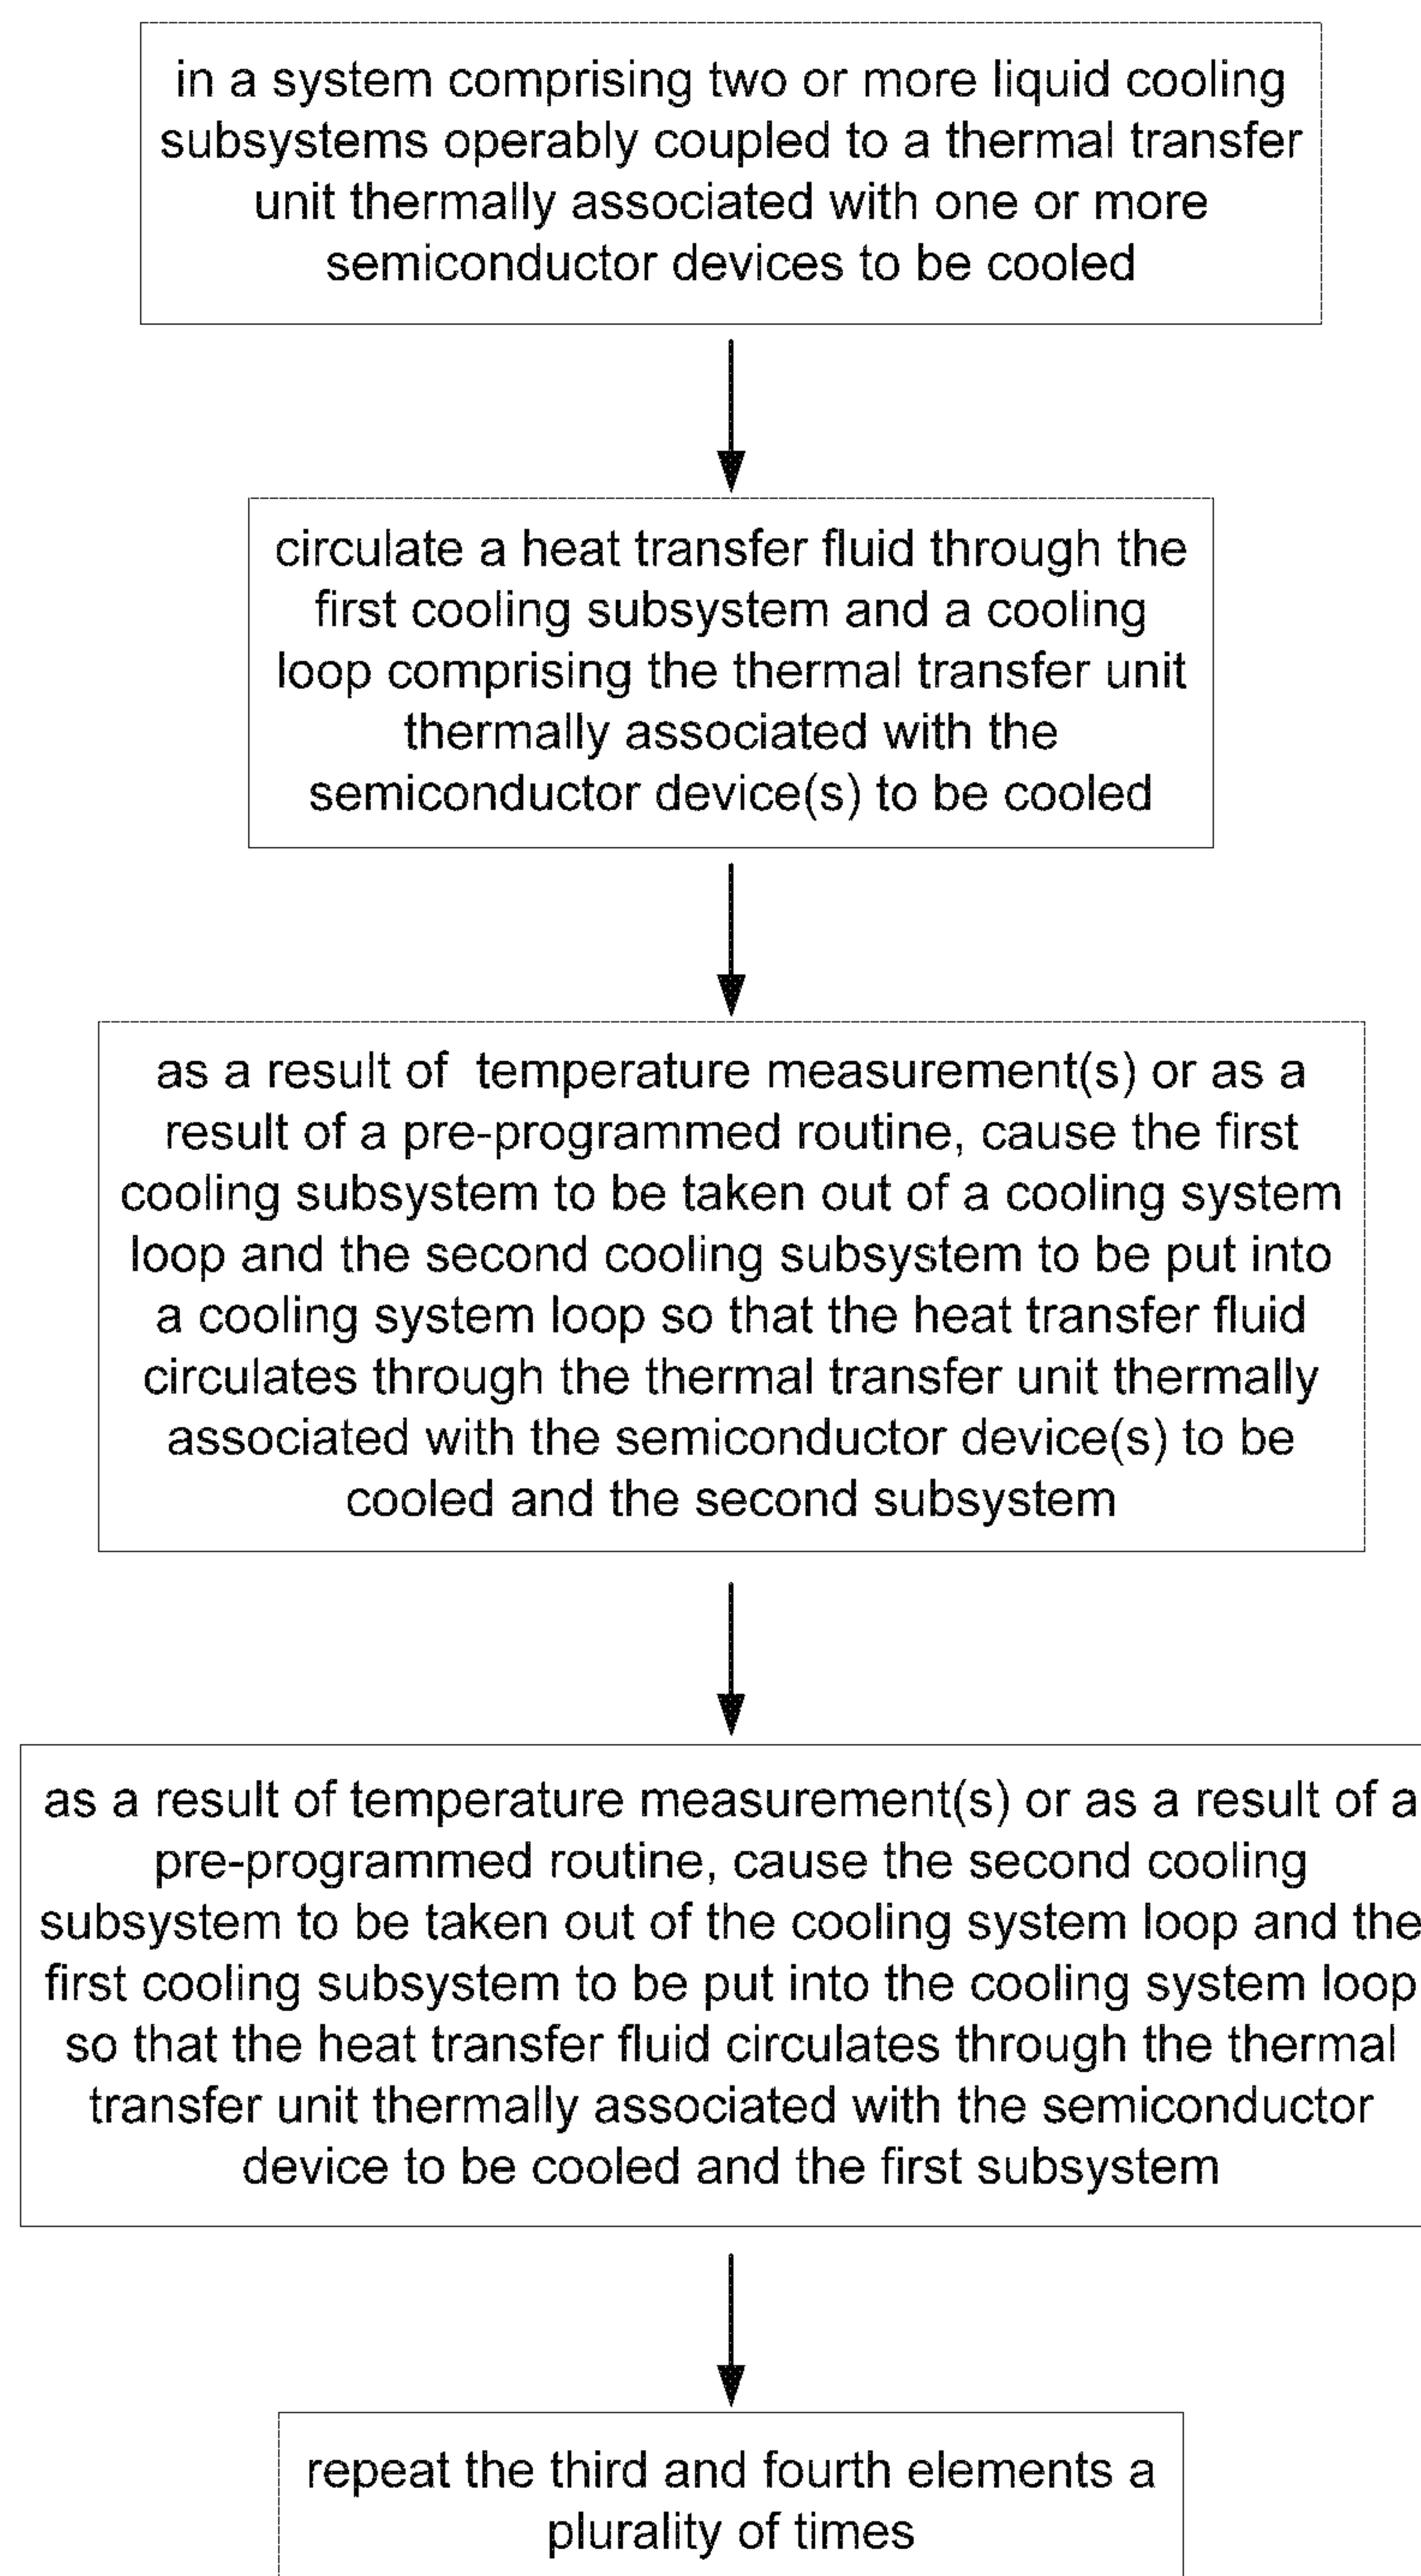 in a system comprising two or more liquid cooling
subsystems operably coupled to a thermal transfer
unit thermally associated with one or more
semiconductor devices to be cooled
circulate a heat transfer fluid through the
first cooling subsystem and a cooling
loop comprising the thermal transfer unit
thermally associated with the
semiconductor device(s) to be cooled
as a result of temperature measurement(s) or as a
result of a pre-programmed routine, cause the first
cooling subsystem to be taken out of a cooling system
loop and the second cooling subsystem to be put into
a cooling system loop so that the heat transfer fluid
circulates through the thermal transfer unit thermally
associated with the semiconductor device(s) to be
cooled and the second subsystem
as a result of temperature measurement(s) or as a result of a
pre-programmed routine, cause the second cooling
subsystem to be taken out of the cooling system loop and the
first cooling subsystem to be put into the cooling system loop
so that the heat transfer fluid circulates through the thermal
transfer unit thermally associated with the semiconductor
device to be cooled and the first subsystem
repeat the third and fourth elements a
plurality of times